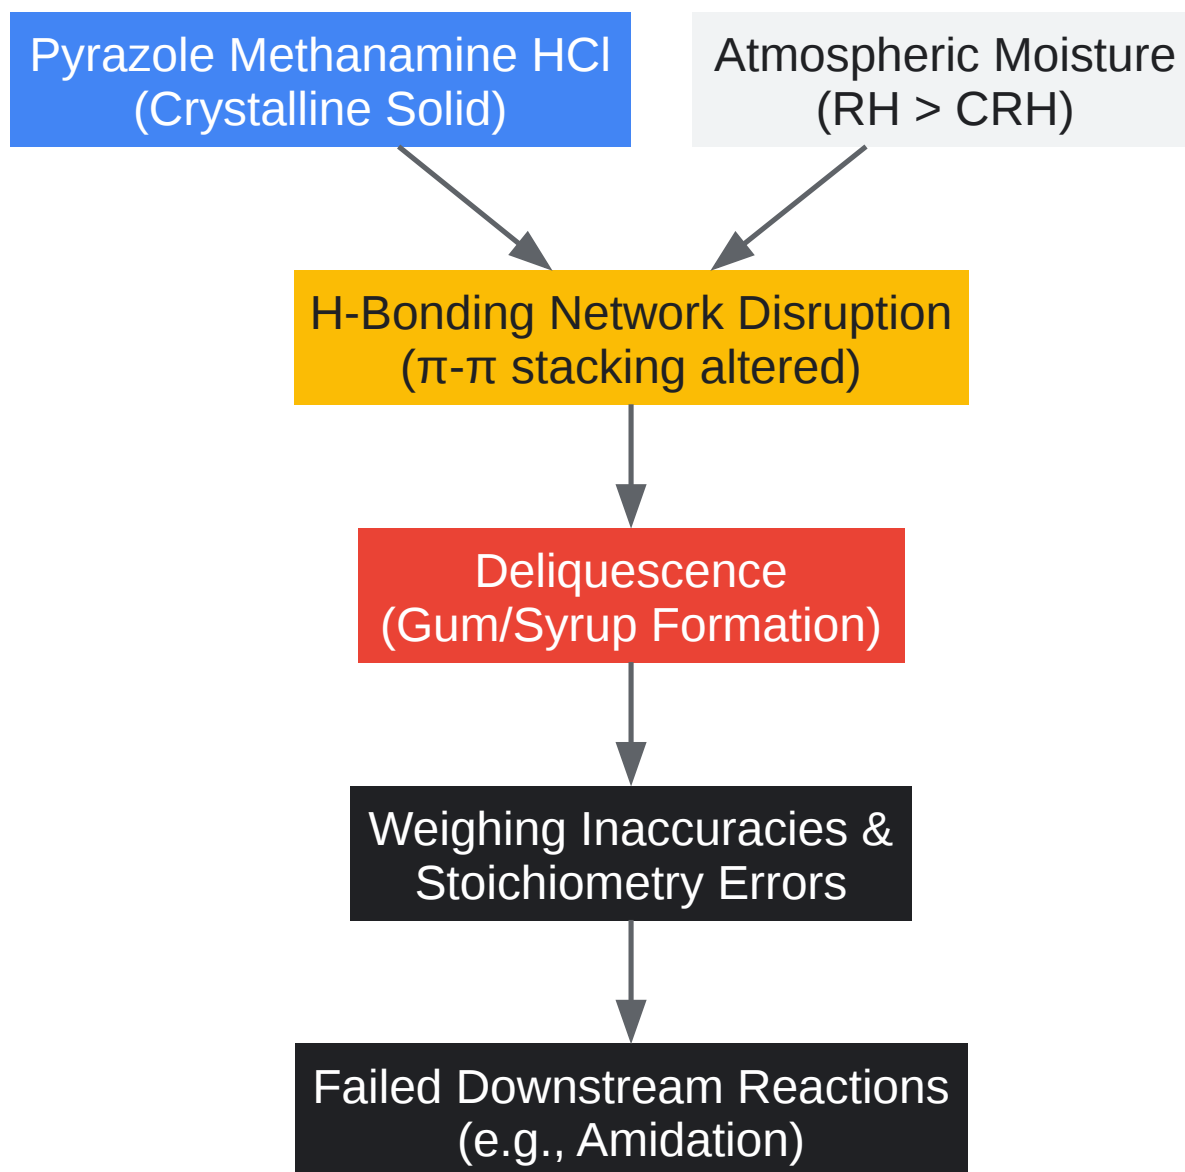 Pyrazole Methanamine HCl
(Crystalline Solid)
Atmospheric Moisture
(RH > CRH)
H-Bonding Network Disruption
(π-π stacking altered)
Deliquescence
(Gum/Syrup Formation)
Weighing Inaccuracies &
Stoichiometry Errors
Failed Downstream Reactions
(e.g., Amidation)